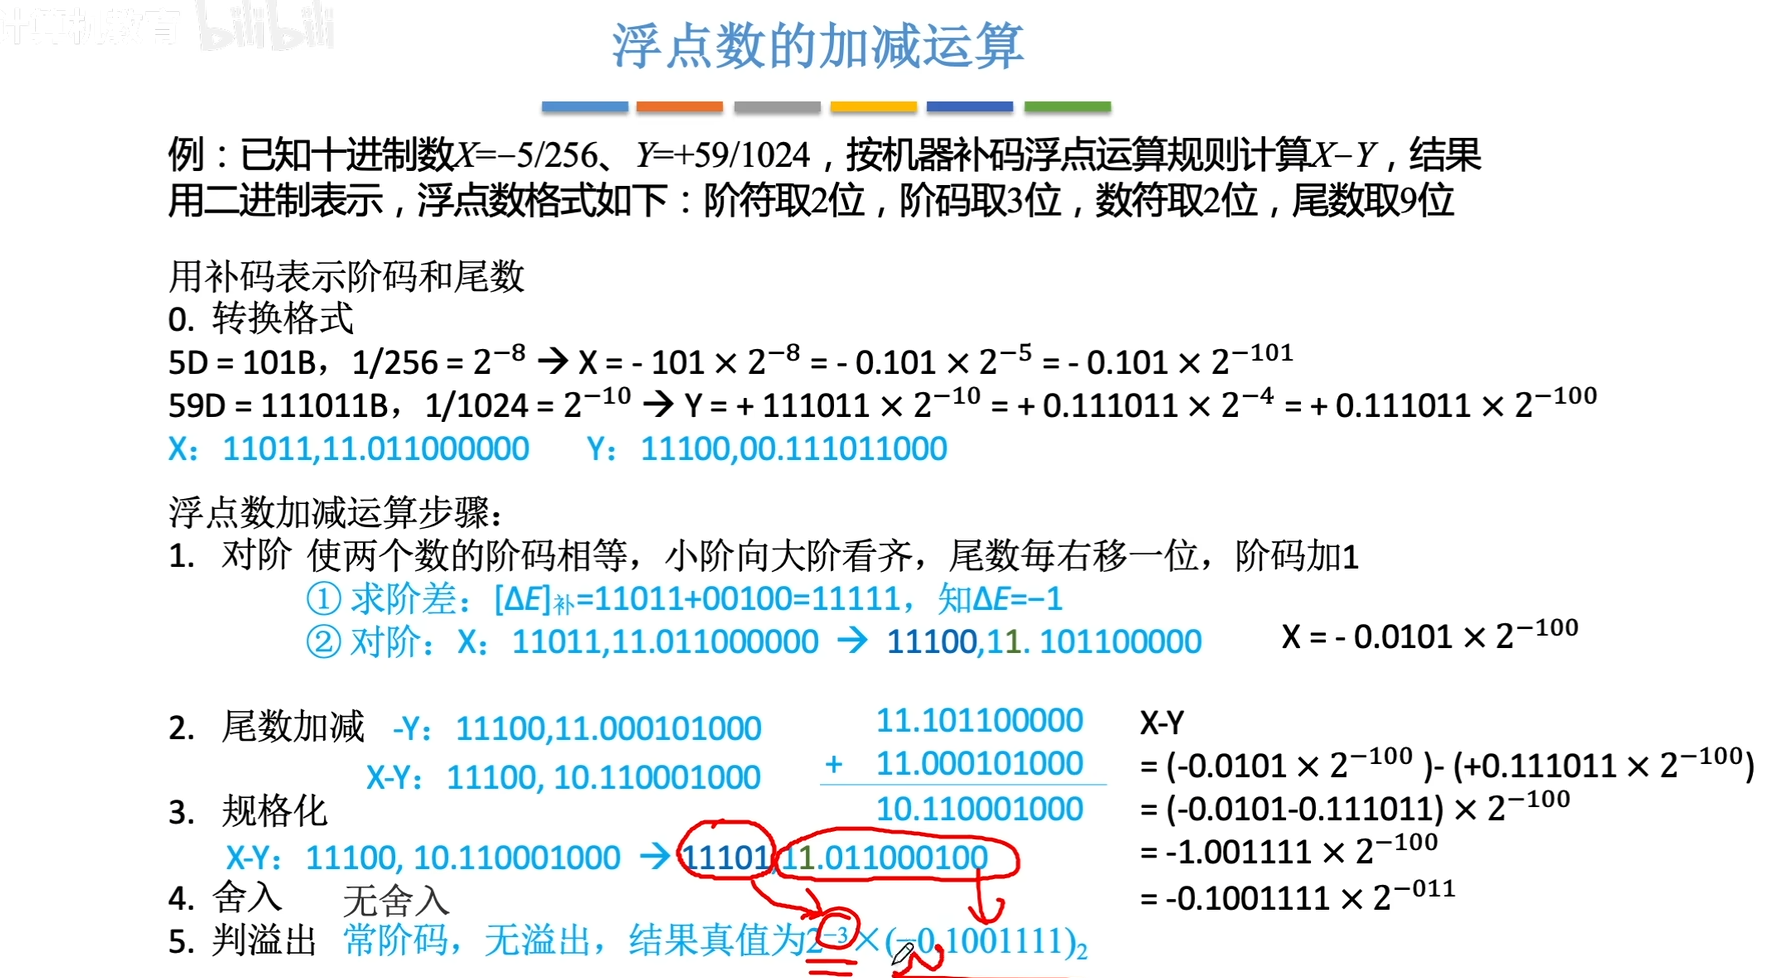 计算机教育 bilibili
浮点数的加减运算
例：已知十进制数X=−5/256、Y=+59/1024，按机器补码浮点运算规则计算X−Y，结果
用二进制表示，浮点数格式如下：阶符取2位，阶码取3位，数符取2位，尾数取9位
用补码表示阶码和尾数
0. 转换格式
5D = 101B，1/256 = 2⁻⁸ → X = - 101 × 2⁻⁸ = - 0.101 × 2⁻⁵ = - 0.101 × 2⁻¹⁰¹
59D = 111011B，1/1024 = 2⁻¹⁰ → Y = + 111011 × 2⁻¹⁰ = + 0.111011 × 2⁻⁴ = + 0.111011 × 2⁻¹⁰⁰
X：11011,11.011000000 Y：11100,00.111011000
浮点数加减运算步骤：
1. 对阶 使两个数的阶码相等，小阶向大阶看齐，尾数每右移一位，阶码加1
① 求阶差：[ΔE]补=11011+00100=11111，知ΔE=−1
② 对阶：X：11011,11.011000000 → 11100,11. 101100000 X = - 0.0101 × 2⁻¹⁰⁰
2. 尾数加减 -Y：11100,11.000101000
X-Y：11100, 10.110001000
11.101100000
+ 11.000101000
10.110001000
X-Y
= (-0.0101 × 2⁻¹⁰⁰ )- (+0.111011 × 2⁻¹⁰⁰)
= (-0.0101-0.111011) × 2⁻¹⁰⁰
= -1.001111 × 2⁻¹⁰⁰
= -0.1001111 × 2⁻⁰¹¹
3. 规格化
X-Y：11100, 10.110001000 → 11101,11.011000100
4. 舍入 无舍入
5. 判溢出 常阶码，无溢出，结果真值为2⁻³×(−0.1001111)₂